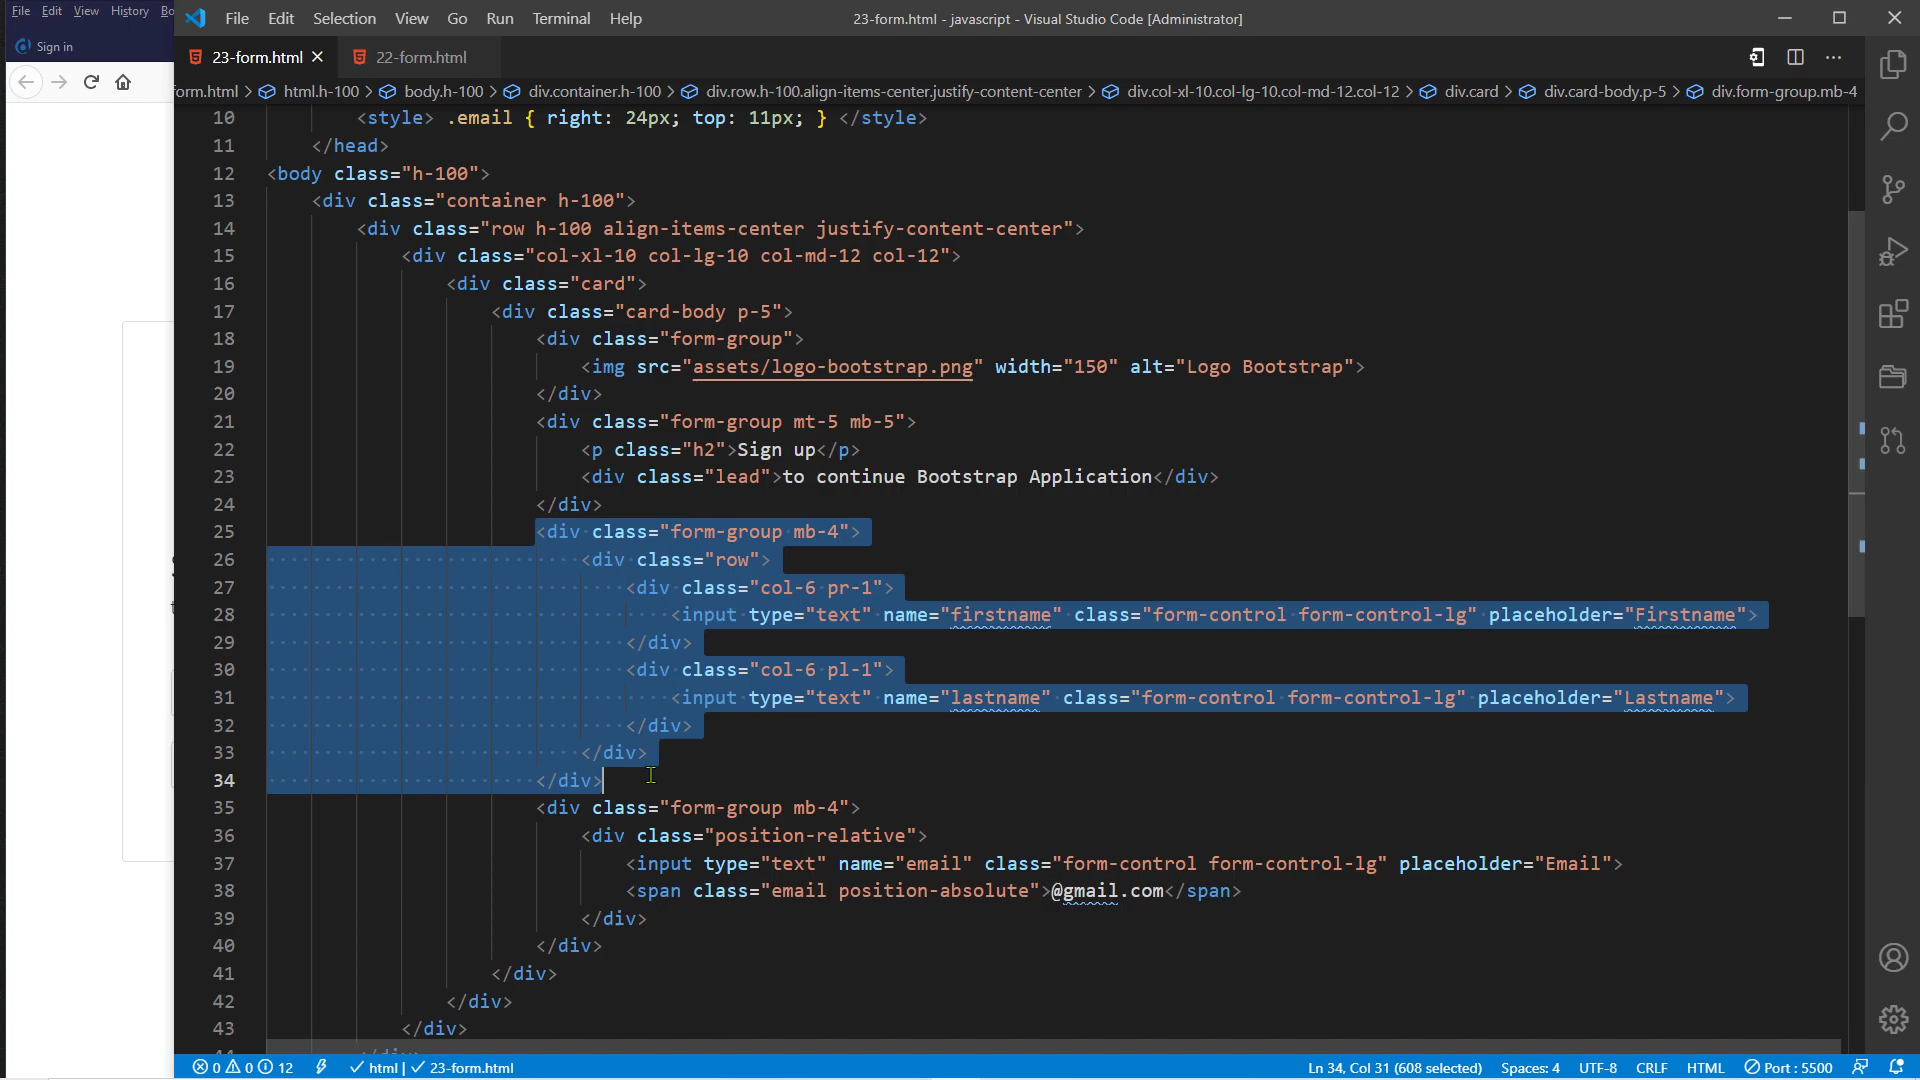 File Edit View History Bo
Sign in
File Edit Selection View Go Run Terminal Help
23-form.html - javascript - Visual Studio Code [Administrator]
23-form.html
22-form.html
form.html > html.h-100 > body.h-100 > div.container.h-100 > div.row.h-100.align-items-center.justify-content-center > div.col-xl-10.col-lg-10.col-md-12.col-12 > div.card > div.card-body.p-5 > div.form-group.mb-4
10 <style> .email { right: 24px; top: 11px; } </style>
11 </head>
12 <body class="h-100">
13 <div class="container h-100">
14 <div class="row h-100 align-items-center justify-content-center">
15 <div class="col-xl-10 col-lg-10 col-md-12 col-12">
16 <div class="card">
17 <div class="card-body p-5">
18 <div class="form-group">
19 <img src="assets/logo-bootstrap.png" width="150" alt="Logo Bootstrap">
20 </div>
21 <div class="form-group mt-5 mb-5">
22 <p class="h2">Sign up</p>
23 <div class="lead">to continue Bootstrap Application</div>
24 </div>
25 <div class="form-group mb-4">
26 <div class="row">
27 <div class="col-6 pr-1">
28 <input type="text" name="firstname" class="form-control form-control-lg" placeholder="Firstname">
29 </div>
30 <div class="col-6 pl-1">
31 <input type="text" name="lastname" class="form-control form-control-lg" placeholder="Lastname">
32 </div>
33 </div>
34 </div>
35 <div class="form-group mb-4">
36 <div class="position-relative">
37 <input type="text" name="email" class="form-control form-control-lg" placeholder="Email">
38 <span class="email position-absolute">@gmail.com</span>
39 </div>
40 </div>
41 </div>
42 </div>
43 </div>
0 0 12 html | 23-form.html
Ln 34, Col 31 (608 selected) Spaces: 4 UTF-8 CRLF HTML Port : 5500